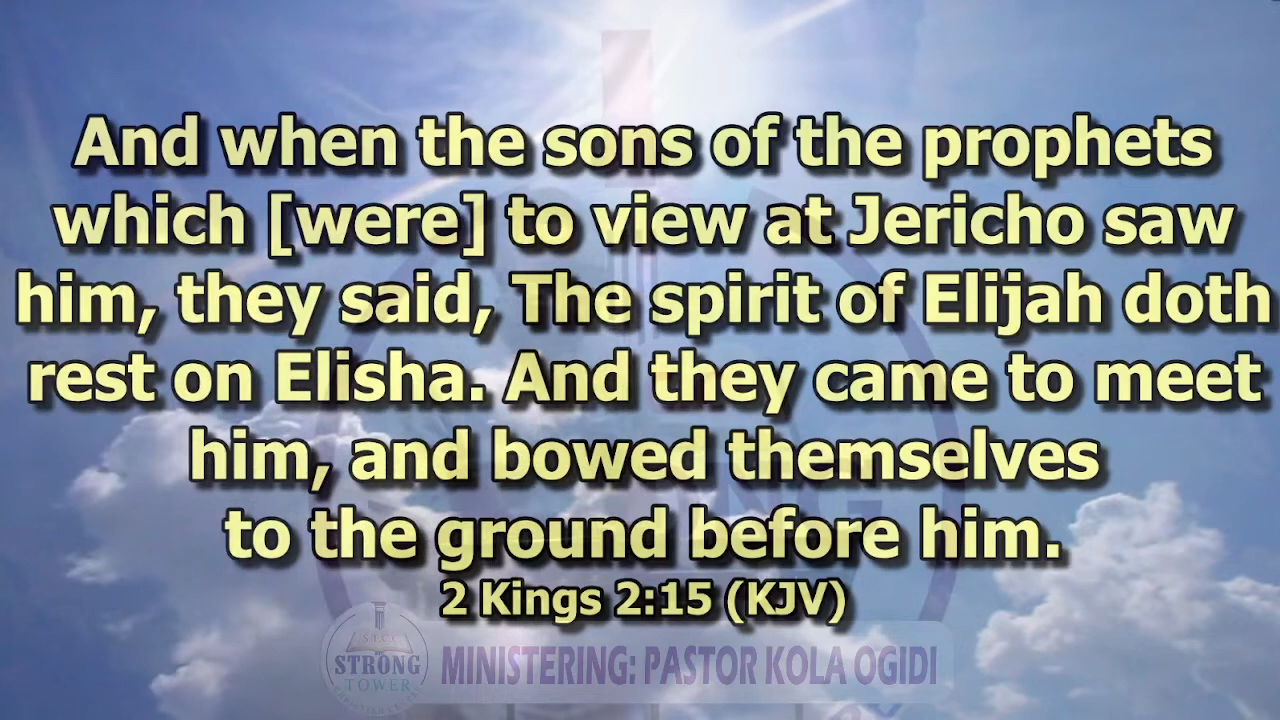 And when the sons of the prophets
which [were] to view at Jericho saw
him, they said, The spirit of Elijah doth
rest on Elisha. And they came to meet
him, and bowed themselves
to the ground before him.
2 Kings 2:15 (KJV)
S.T.C.C
STRONG
TOWER
MINISTERING: PASTOR KOLA OGIDI